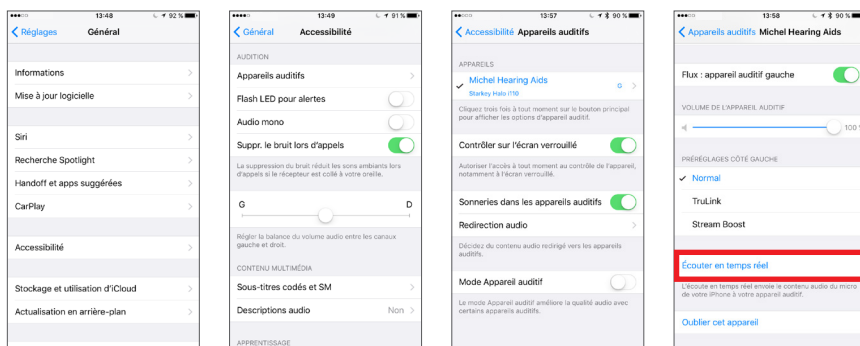 13:48
92 %
Réglages Général
Informations
Mise à jour logicielle
Siri
Recherche Spotlight
Handoff et apps suggérées
CarPlay
Accessibilité
Stockage et utilisation d'iCloud
Actualisation en arrière-plan
13:49
91 %
Général Accessibilité
AUDITION
Appareils auditifs
Flash LED pour alertes
Audio mono
Suppr. le bruit lors d'appels
La suppression du bruit réduit les sons ambiants lors
d'appels si le récepteur est collé à votre oreille.
G D
Régler la balance du volume audio entre les canaux
gauche et droit.
CONTENU MULTIMÉDIA
Sous-titres codés et SM
Descriptions audio Non
APPRENTISSAGE
13:57
90 %
Accessibilité Appareils auditifs
APPAREILS
Michel Hearing Aids
Starkey Halo i110
G
Cliquez trois fois à tout moment sur le bouton principal
pour afficher les options d'appareil auditif.
Contrôler sur l'écran verrouillé
Autoriser l'accès à tout moment au contrôle de l'appareil,
notamment à l'écran verrouillé.
Sonneries dans les appareils auditifs
Redirection audio
Décidez du contenu audio redirigé vers les appareils
auditifs.
Mode Appareil auditif
Le mode Appareil auditif améliore la qualité audio avec
certains appareils auditifs.
13:58
90 %
Appareils auditifs Michel Hearing Aids
Flux : appareil auditif gauche
VOLUME DE L'APPAREIL AUDITIF
100 %
PRÉRÉGLAGES CÔTÉ GAUCHE
Normal
TruLink
Stream Boost
Écouter en temps réel
L'écoute en temps réel envoie le contenu audio du micro
de votre iPhone à votre appareil auditif.
Oublier cet appareil